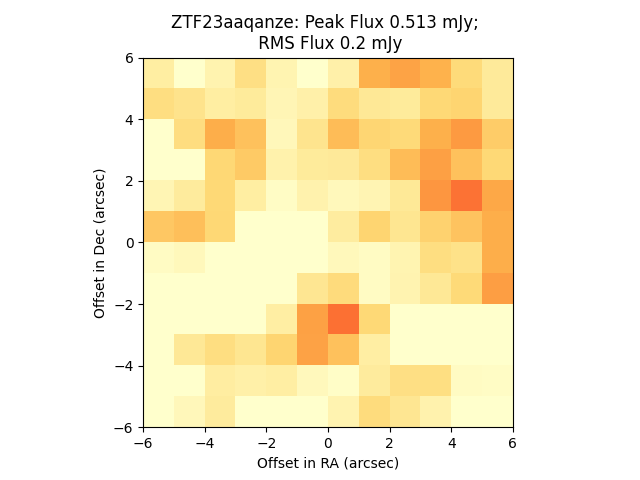 ZTF23aaqanze: Peak Flux 0.513 mJy;
RMS Flux 0.2 mJy
6
4
2
0
−2
−4
−6
Offset in Dec (arcsec)
−6 −4 −2 0 2 4 6
Offset in RA (arcsec)